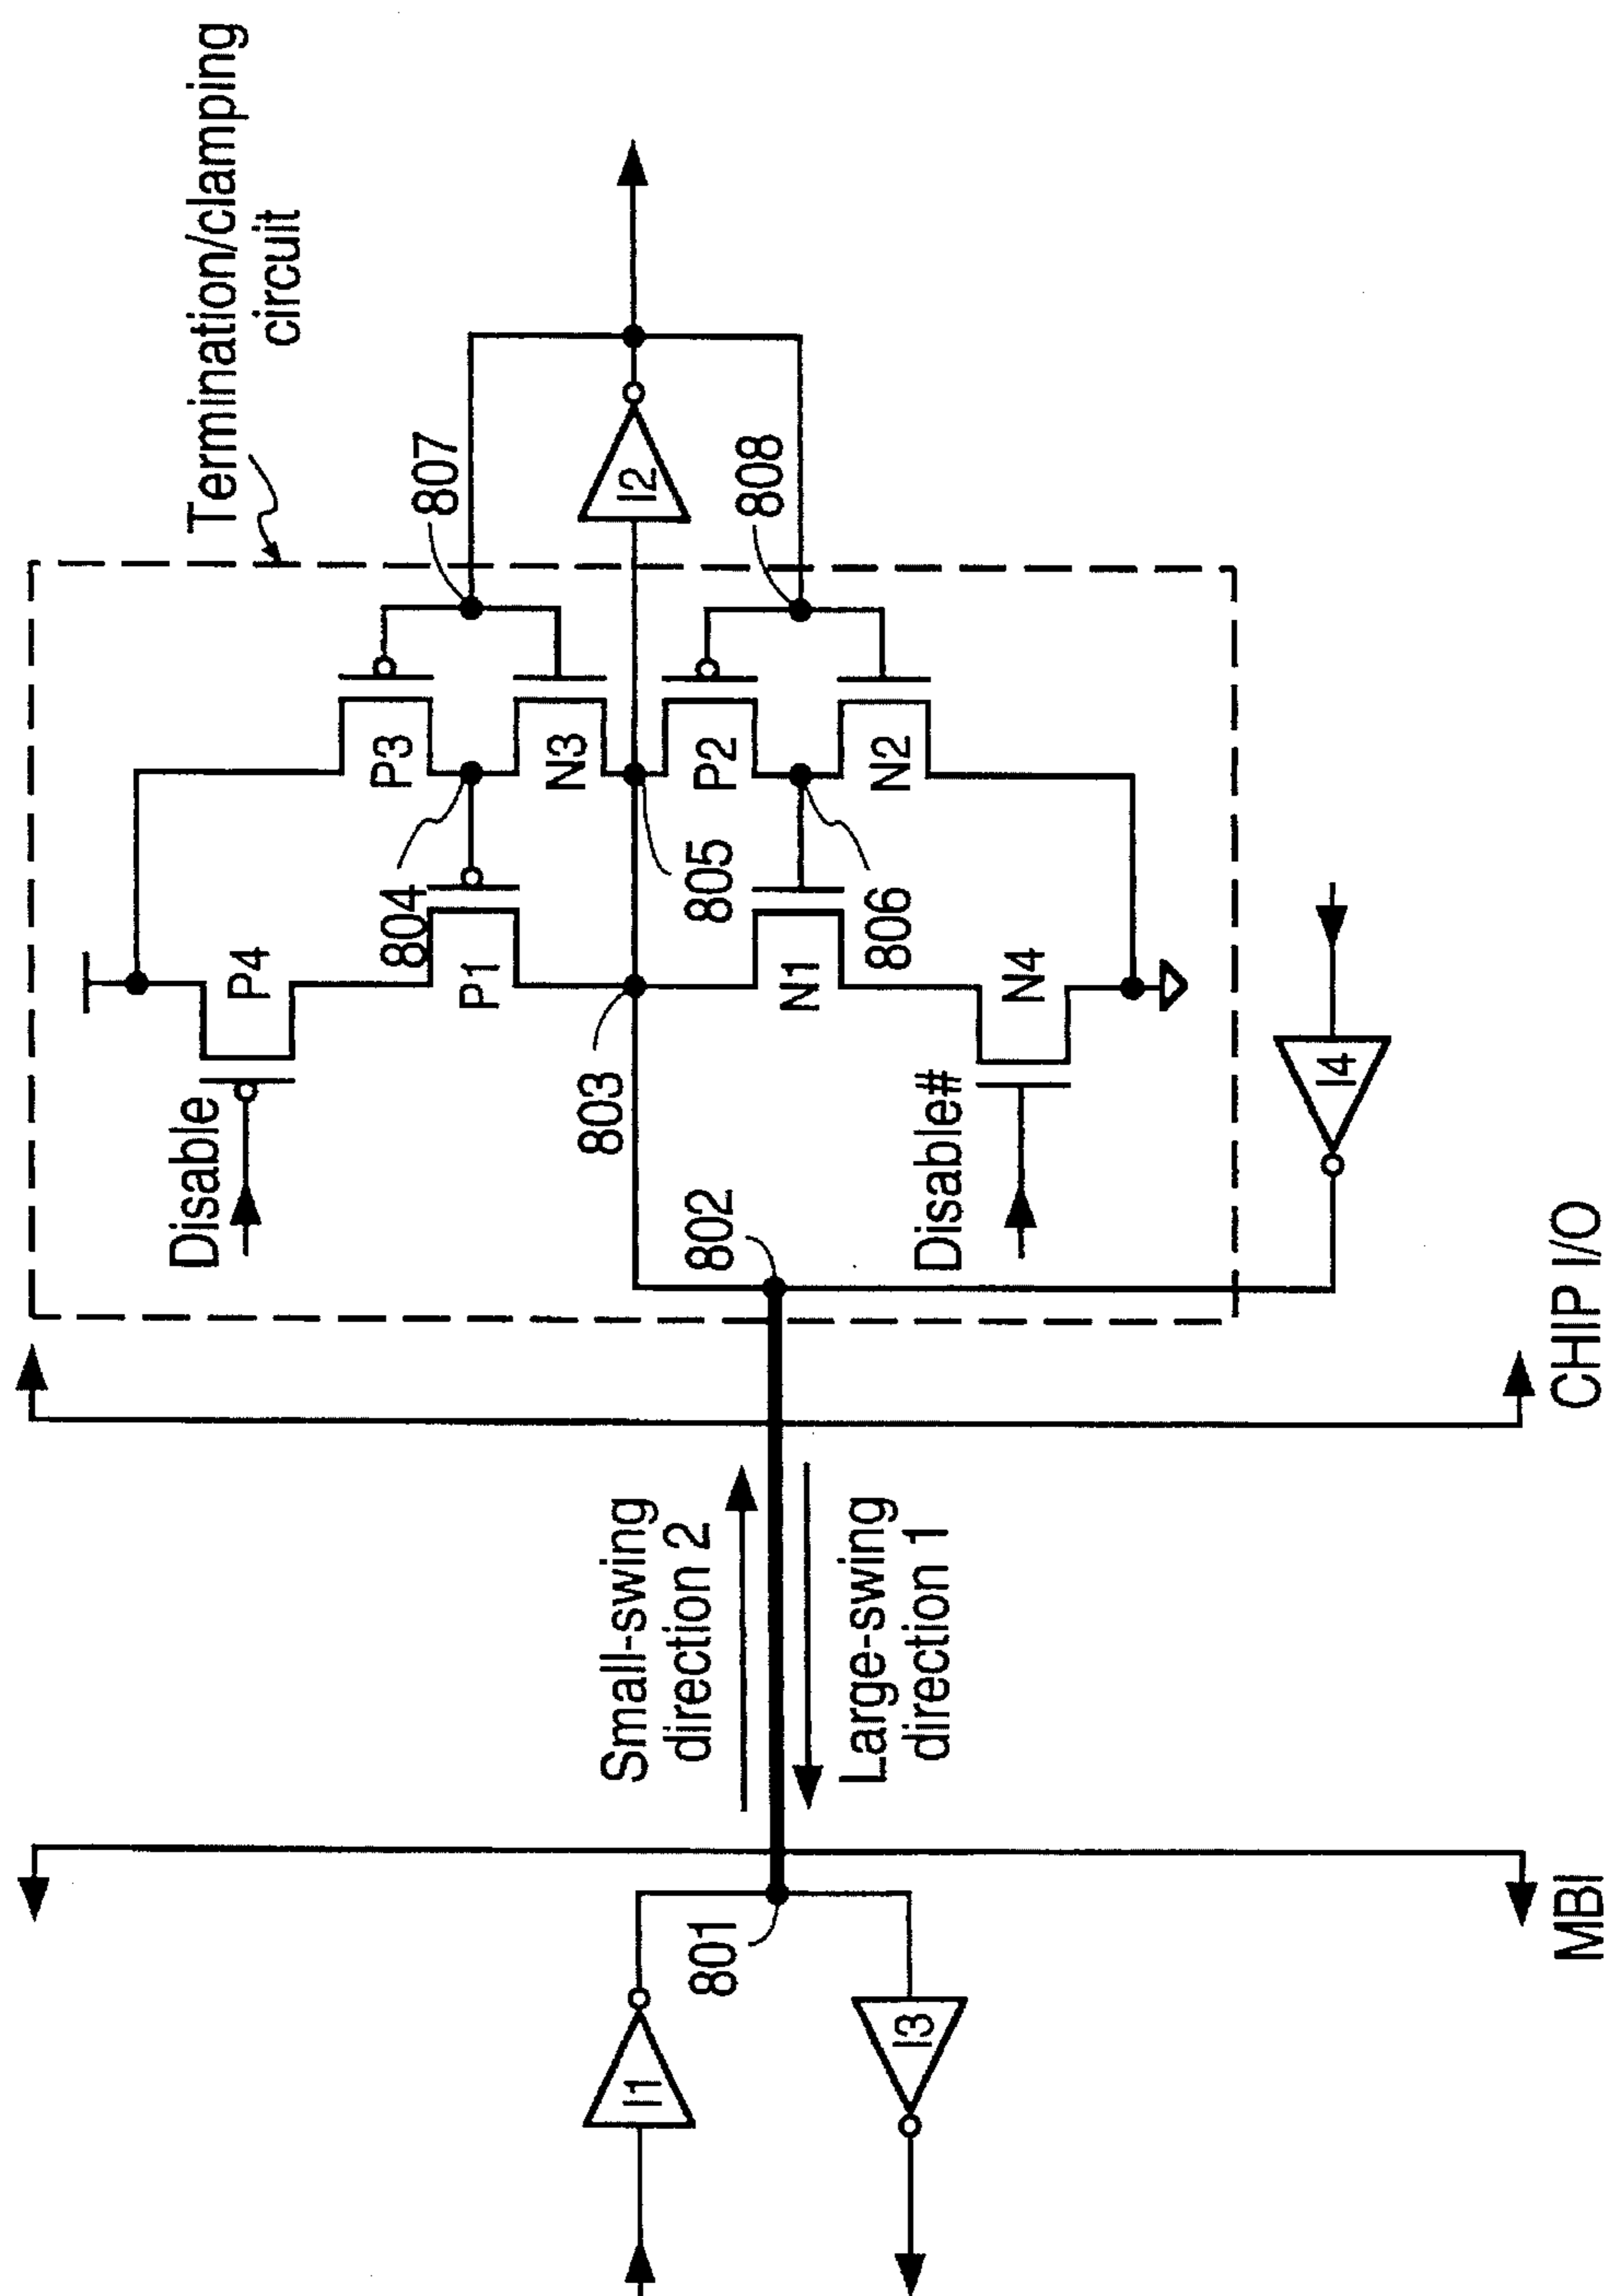 Termination/clamping
circuit
Disable
P4
P3
807
804
P1
N3
I2
803
805
P2
808
802
N1
806
N2
Disable#
N4
I4
CHIP I/O
Small-swing
direction 2
Large-swing
direction 1
I1
801
I3
MBI